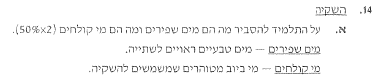 14. השקיה
א. על התלמיד להסביר מה הם מים שפירים ומה הם מי קולחים (50%x2).
מים שפירים — מים טבעיים ראויים לשתייה.
מי קולחים — מי ביוב מטוהרים שמשמשים להשקיה.